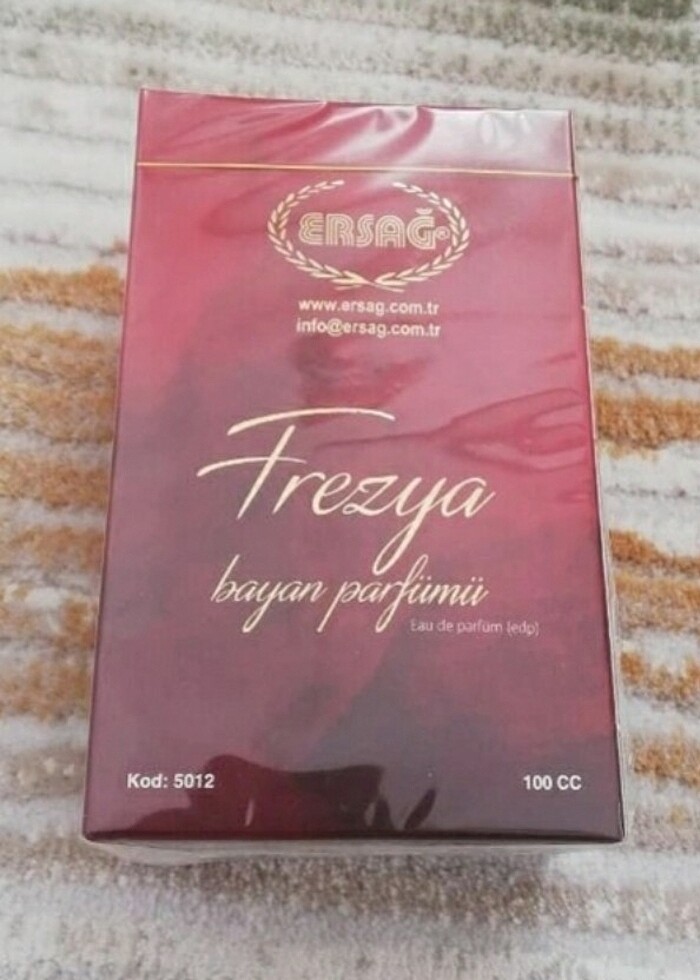 ERSAĞ®
www.ersag.com.tr
info@ersag.com.tr
Frezya
bayan parfümü
Eau de parfüm (edp)
Kod: 5012
100 CC